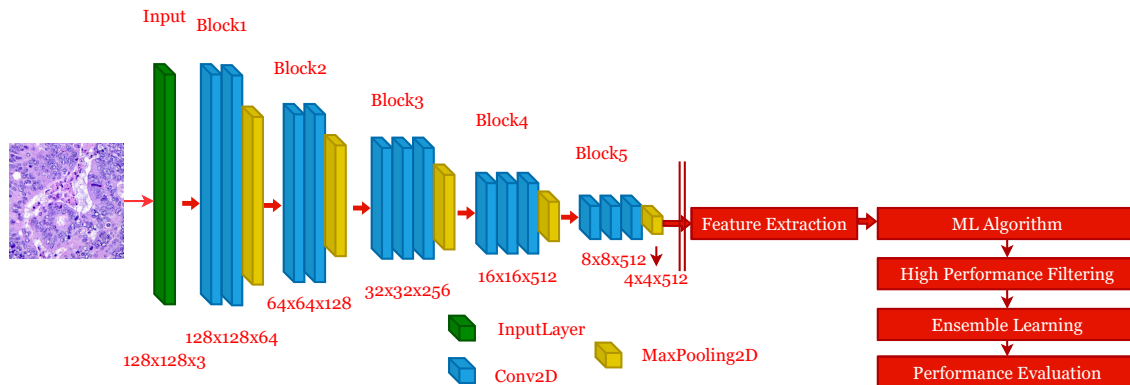 Input
Block1
Block2
Block3
Block4
Block5
128x128x3
128x128x64
64x64x128
32x32x256
16x16x512
8x8x512
4x4x512
Feature Extraction
ML Algorithm
High Performance Filtering
Ensemble Learning
Performance Evaluation
InputLayer
Conv2D
MaxPooling2D